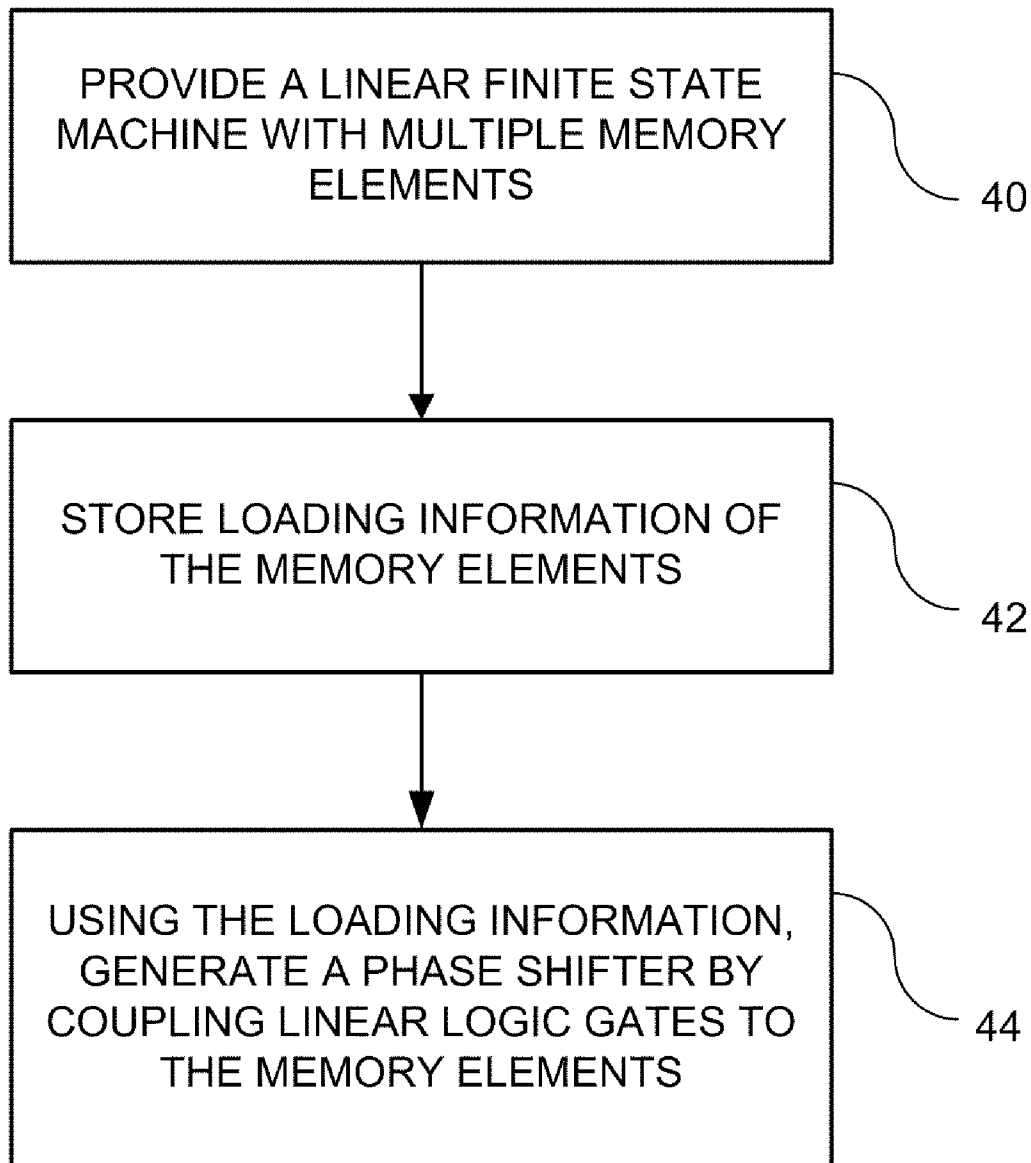 PROVIDE A LINEAR FINITE STATE
MACHINE WITH MULTIPLE MEMORY
ELEMENTS
40
STORE LOADING INFORMATION OF
THE MEMORY ELEMENTS
42
USING THE LOADING INFORMATION,
GENERATE A PHASE SHIFTER BY
COUPLING LINEAR LOGIC GATES TO
THE MEMORY ELEMENTS
44